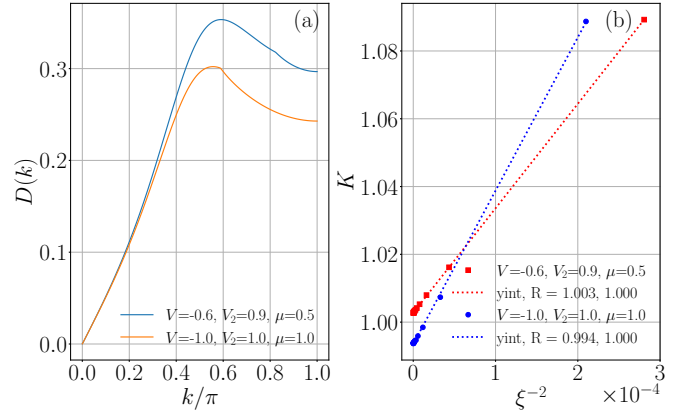 (a)
D(k)
0.3
0.2
0.1
0.0
V=-0.6, V₂=0.9, μ=0.5
V=-1.0, V₂=1.0, μ=1.0
0.0 0.2 0.4 0.6 0.8 1.0
k/π
(b)
K
1.08
1.06
1.04
1.02
1.00
V=-0.6, V₂=0.9, μ=0.5
yint, R = 1.003, 1.000
V=-1.0, V₂=1.0, μ=1.0
yint, R = 0.994, 1.000
0 1 2 3
ξ⁻²
×10⁻⁴